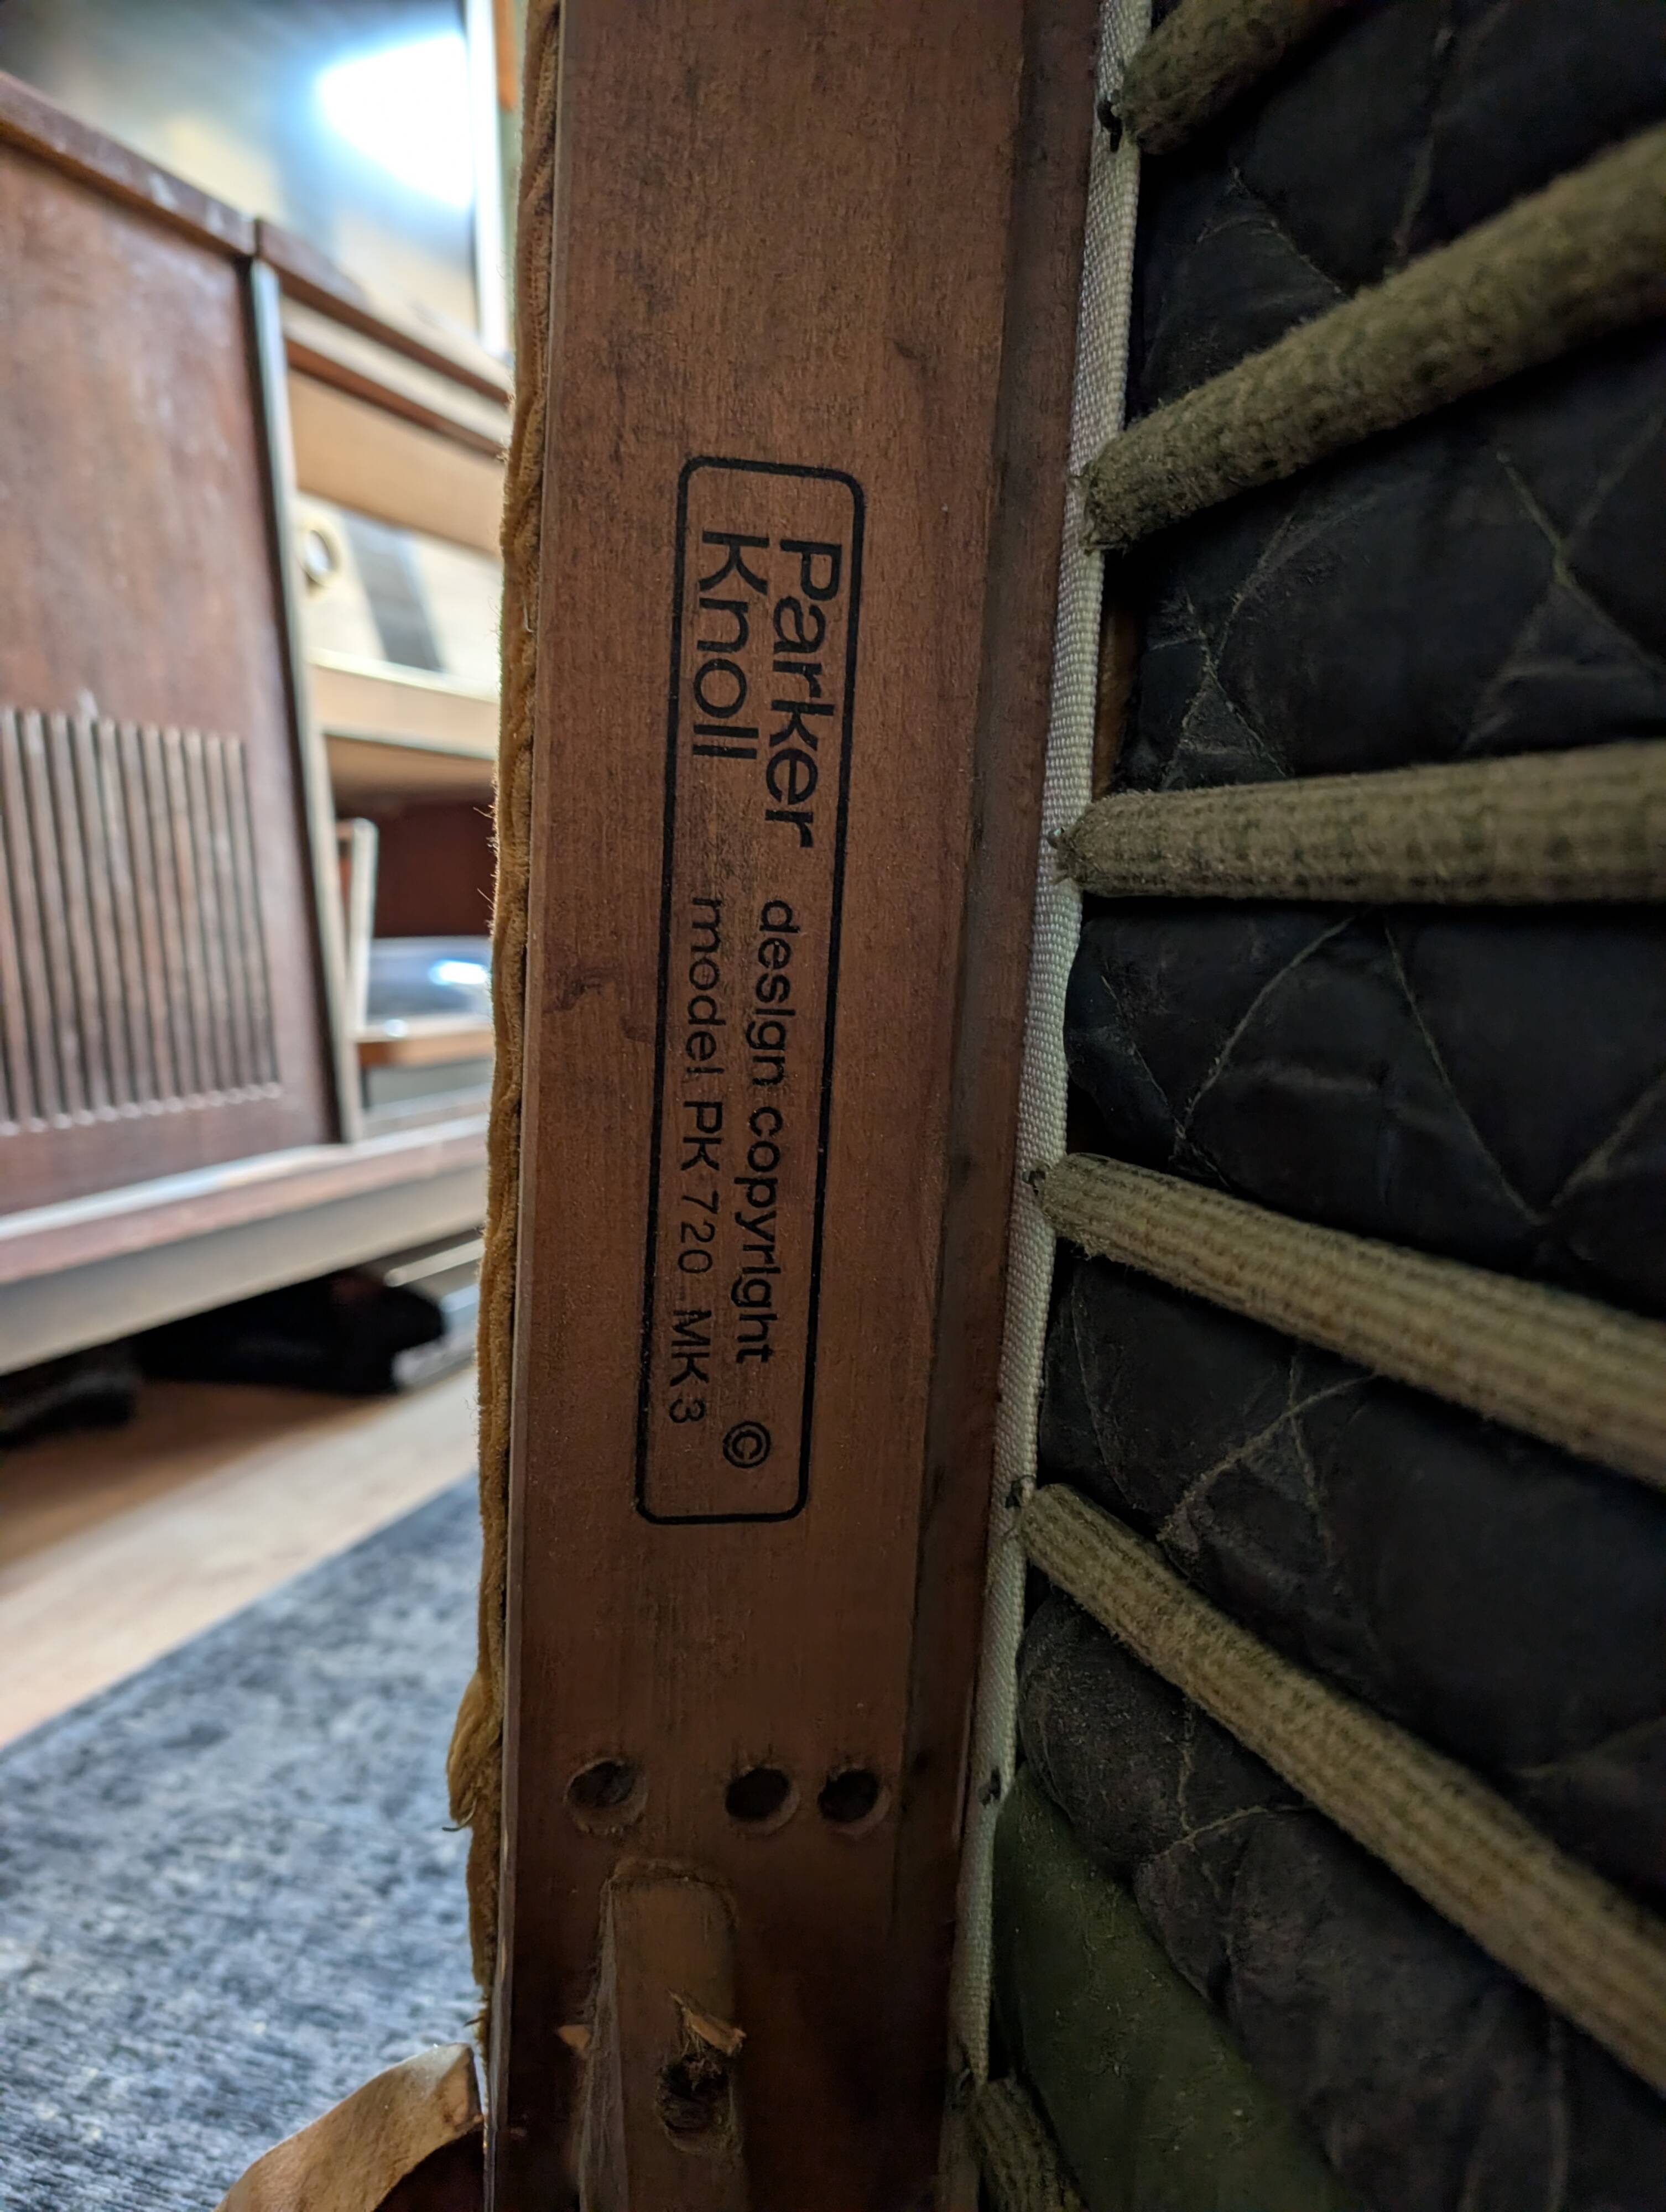 Parker
Knoll
design copyright ©
model PK 720 MK 3